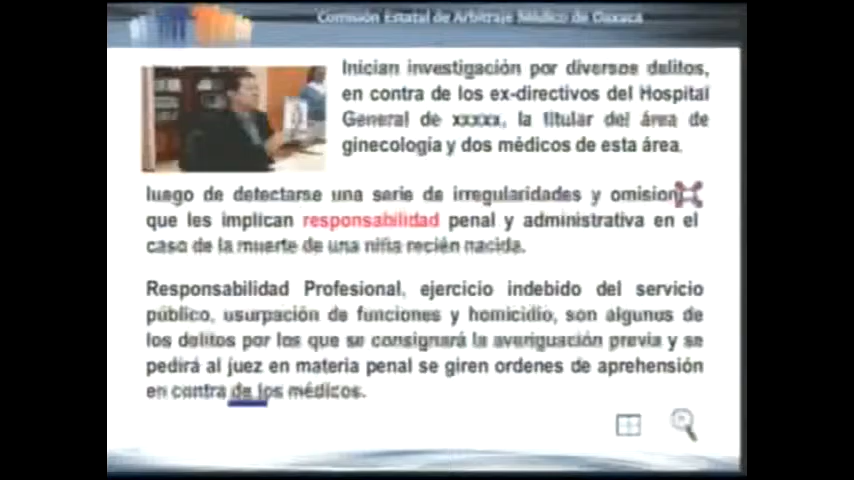 Comisión Estatal de Arbitraje Médico de Oaxaca
Inician investigación por diversos delitos,
en contra de los ex-directivos del Hospital
General de xxxxx, la titular del área de
ginecología y dos médicos de esta área.
luego de detectarse una serie de irregularidades y omision
que les implican responsabilidad penal y administrativa en el
caso de la muerte de una niña recién nacida.
Responsabilidad Profesional, ejercicio indebido del servicio
público, usurpación de funciones y homicidio, son algunos de
los delitos por los que se consignará la averiguación previa y se
pedirá al juez en materia penal se giren ordenes de aprehensión
en contra de los médicos.